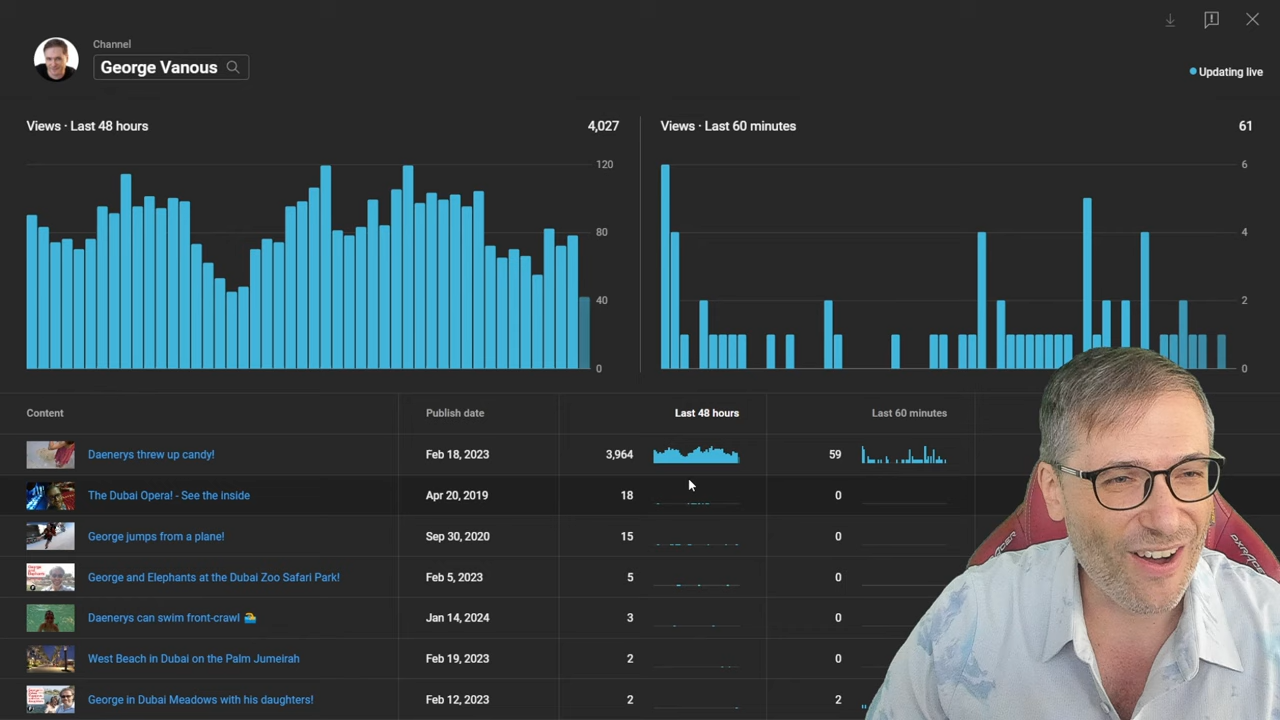 Channel
George Vanous
Updating live
Views · Last 48 hours
4,027
120
80
40
0
Views · Last 60 minutes
61
6
4
2
0
Content Publish date Last 48 hours Last 60 minutes
Daenerys threw up candy! Feb 18, 2023 3,964 59
The Dubai Opera! - See the inside Apr 20, 2019 18 0
George jumps from a plane! Sep 30, 2020 15 0
George and Elephants at the Dubai Zoo Safari Park! Feb 5, 2023 5 0
Daenerys can swim front-crawl 🏊 Jan 14, 2024 3 0
West Beach in Dubai on the Palm Jumeirah Feb 19, 2023 2 0
George in Dubai Meadows with his daughters! Feb 12, 2023 2 2